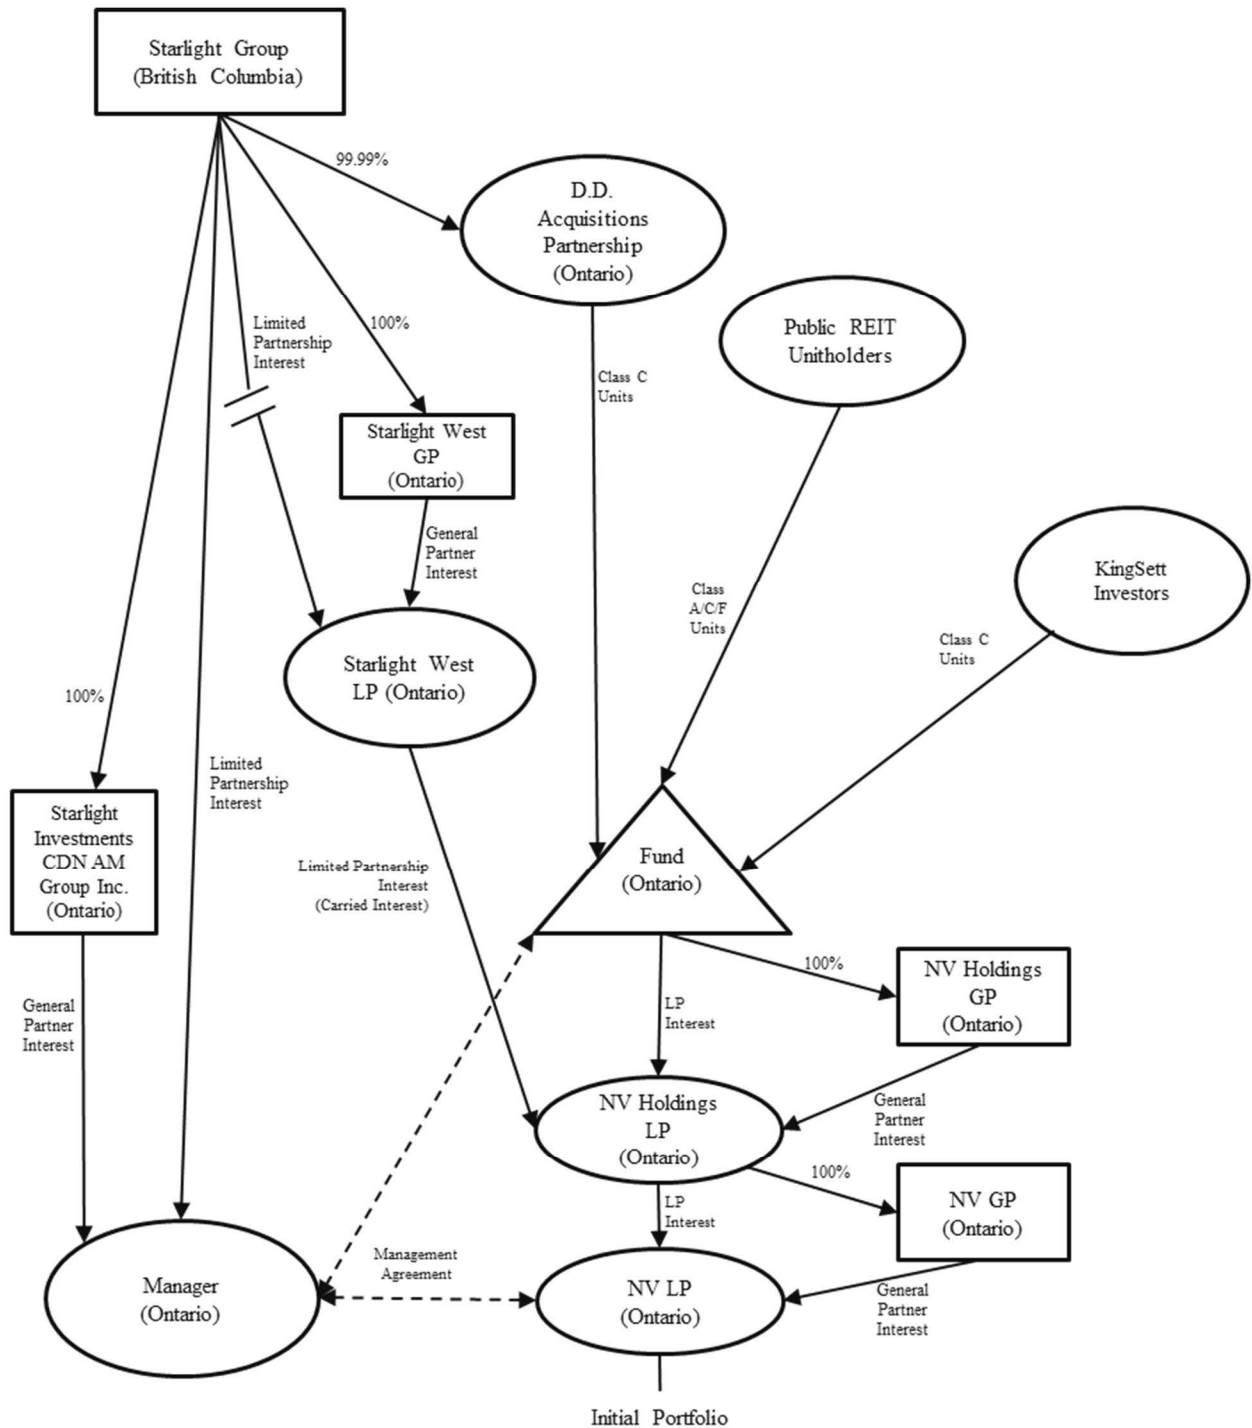 Starlight Group
(British Columbia)
99.99%
D.D.
Acquisitions
Partnership
(Ontario)
Public REIT
Unitholders
Limited
Partnership
Interest
100%
Class C
Units
Starlight West
GP
(Ontario)
General
Partner
Interest
KingSett
Investors
Class
A/C/F
Units
Class C
Units
Starlight West
LP (Ontario)
100%
Limited
Partnership
Interest
Starlight
Investments
CDN AM
Group Inc.
(Ontario)
Limited Partnership
Interest
(Carried Interest)
Fund
(Ontario)
100%
NV Holdings
GP
(Ontario)
General
Partner
Interest
LP
Interest
NV Holdings
LP
(Ontario)
General
Partner
Interest
100%
NV GP
(Ontario)
LP
Interest
Management
Agreement
Manager
(Ontario)
NV LP
(Ontario)
General
Partner
Interest
Initial Portfolio